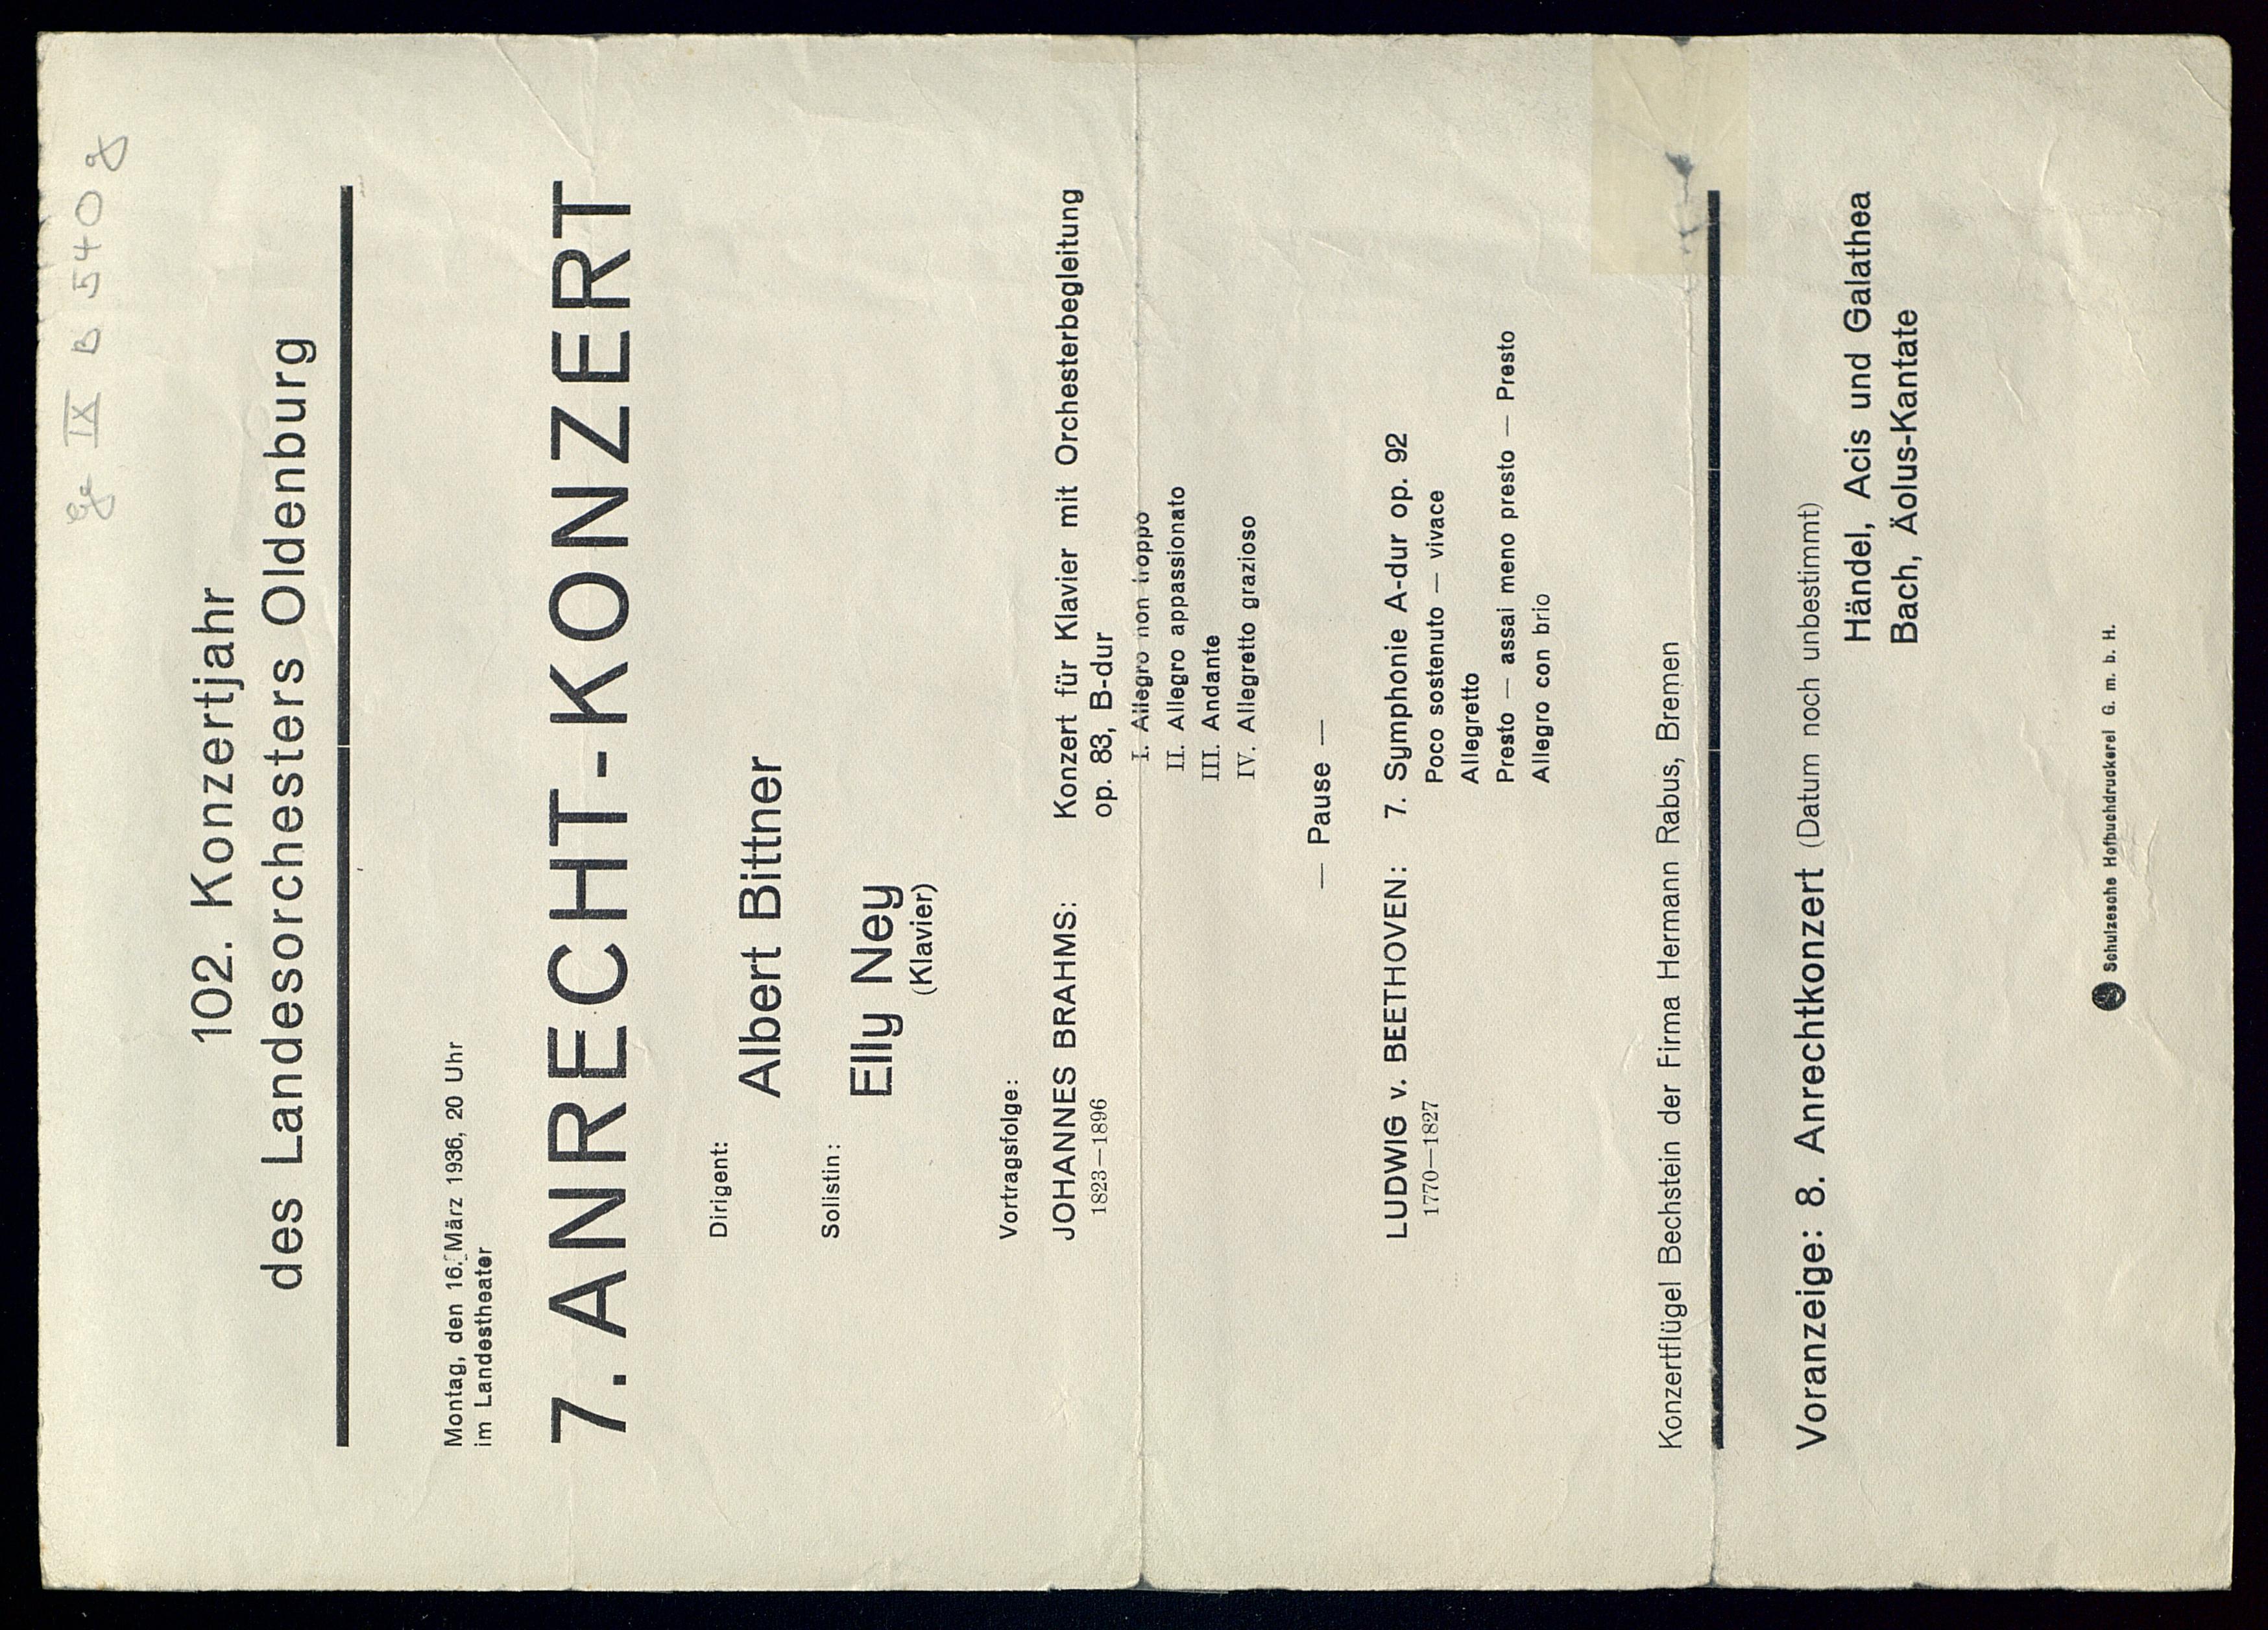 IX B 540 g
102. Konzertjahr
des Landesorchesters Oldenburg
Montag, den 16. März 1936, 20 Uhr
im Landestheater
7. ANRECHT-KONZERT
Dirigent:
Albert Bittner
Solistin:
Elly Ney
(Klavier)
Vortragsfolge:
JOHANNES BRAHMS: Konzert für Klavier mit Orchesterbegleitung
1823—1896 op. 83, B-dur
I. Allegro non troppo
II. Allegro appassionato
III. Andante
IV. Allegretto grazioso
— Pause —
LUDWIG v. BEETHOVEN: 7. Symphonie A-dur op. 92
1770—1827 Poco sostenuto — vivace
Allegretto
Presto — assai meno presto — Presto
Allegro con brio
Konzertflügel Bechstein der Firma Hermann Rabus, Bremen
Voranzeige: 8. Anrechtkonzert (Datum noch unbestimmt)
Händel, Acis und Galathea
Bach, Äolus-Kantate
Schulzesche Hofbuchdruckerei G. m. b. H.